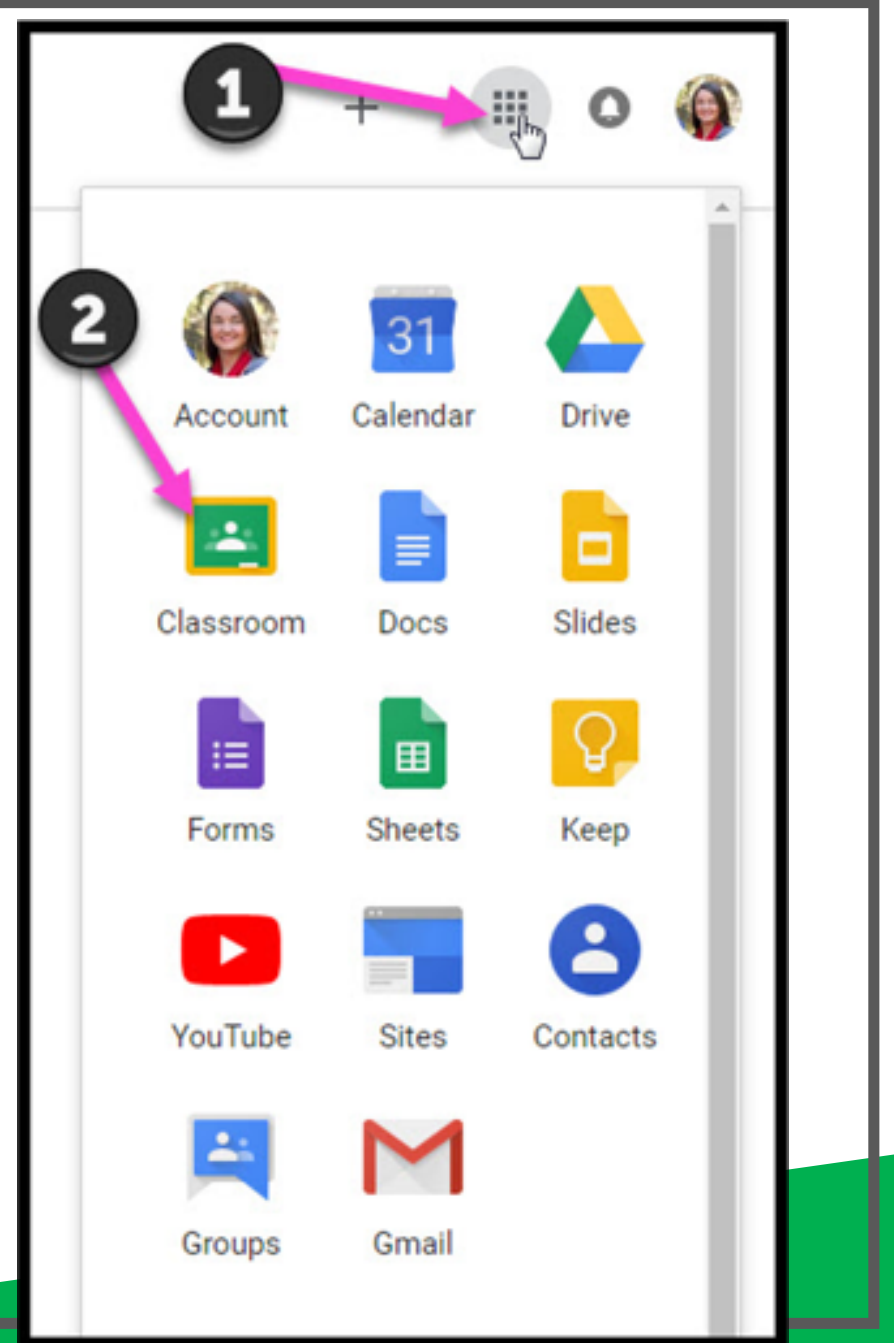 1
2
31
Account Calendar Drive
Classroom Docs Slides
Forms Sheets Keep
YouTube Sites Contacts
Groups Gmail